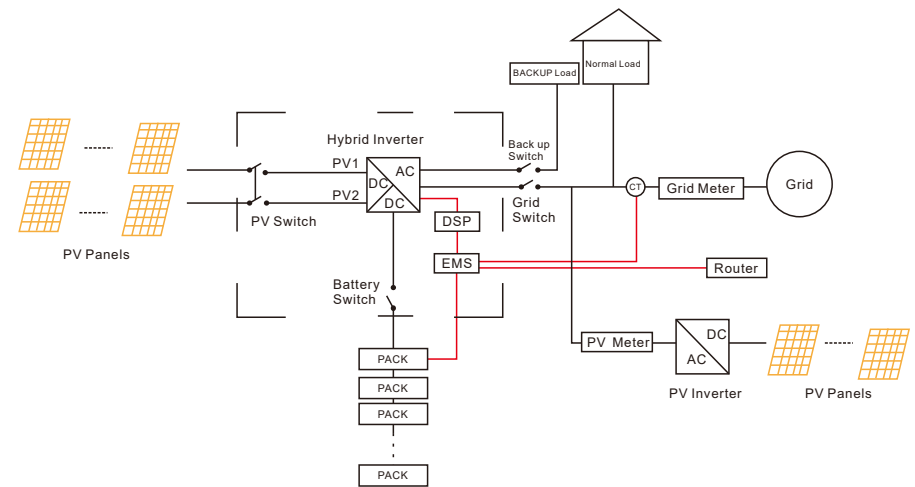 BACKUP Load
Normal Load
Hybrid Inverter
Back up
Switch
PV1
DC
AC
DC
PV2
PV Switch
Grid
Switch
CT
Grid Meter
Grid
DSP
EMS
Router
PV Panels
Battery
Switch
PV Meter
DC
AC
PV Inverter
PV Panels
PACK
PACK
PACK
PACK